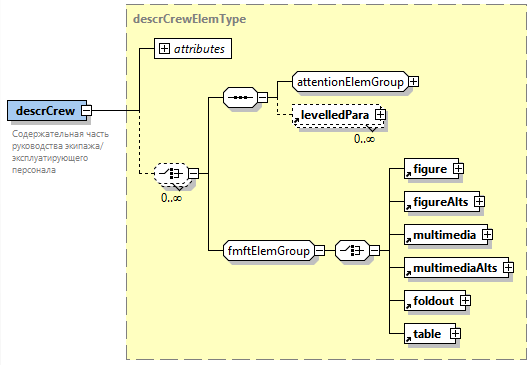 descrCrewElemType
attributes
descrCrew
Содержательная часть
руководства экипажа/
эксплуатирующего
персонала
0..∞
attentionElemGroup
levelledPara
0..∞
fmftElemGroup
figure
figureAlts
multimedia
multimediaAlts
foldout
table